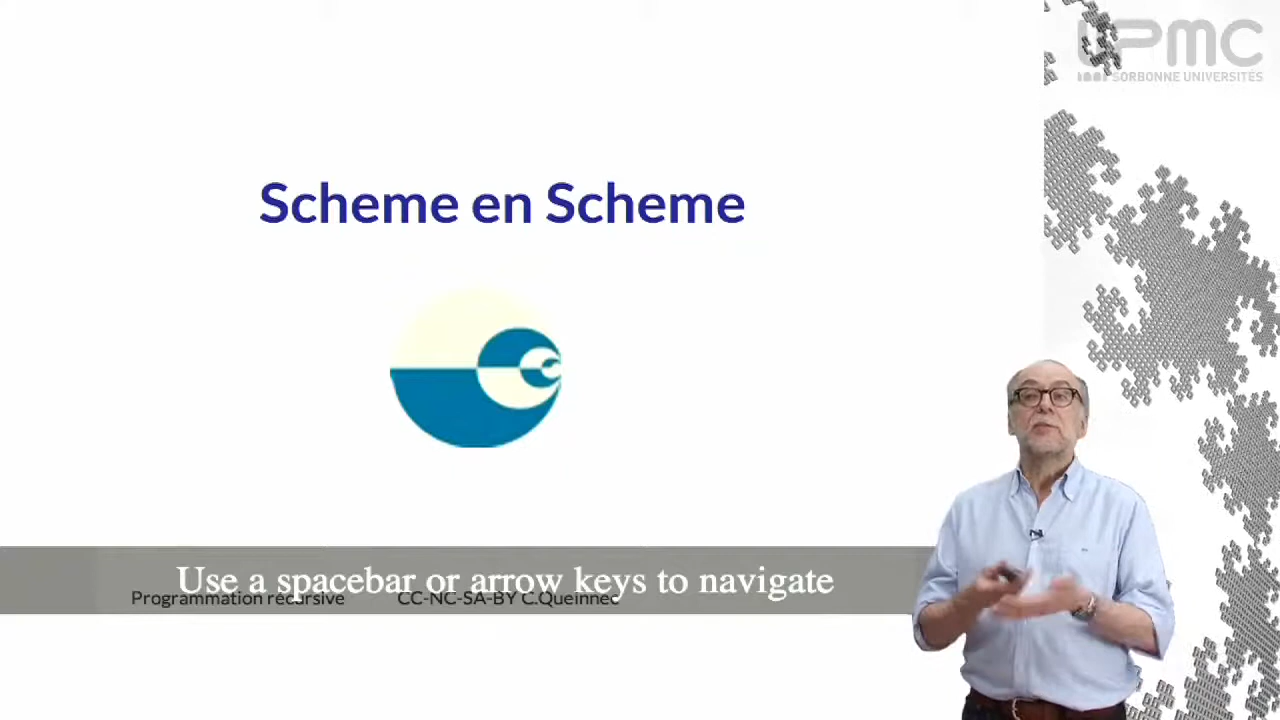 UPMC
SORBONNE UNIVERSITÉS
Scheme en Scheme
Use a spacebar or arrow keys to navigate
Programmation récursive CC-NC-SA-BY C.Queinnec